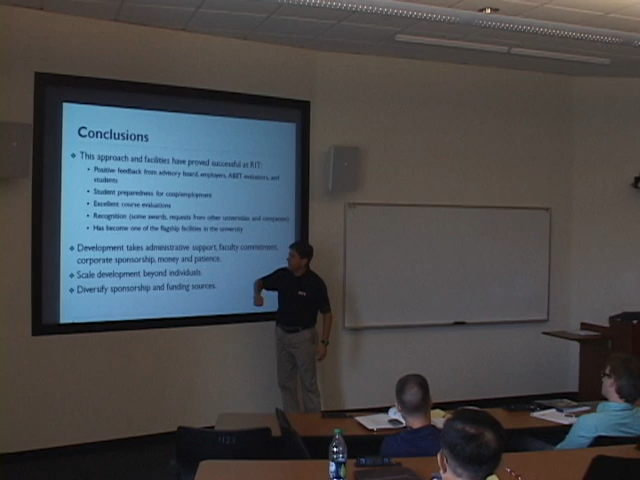 Conclusions
❖ This approach and facilities have proved successful at RIT:
• Positive feedback from advisory board, employers, ABET evaluators, and
students
• Student preparedness for coop/employment
• Excellent course evaluations
• Recognition (some awards, requests from other universities and companies)
• Has become one of the flagship facilities in the university
❖ Development takes administrative support, faculty commitment,
corporate sponsorship, money and patience.
❖ Scale development beyond individuals.
❖ Diversify sponsorship and funding sources.